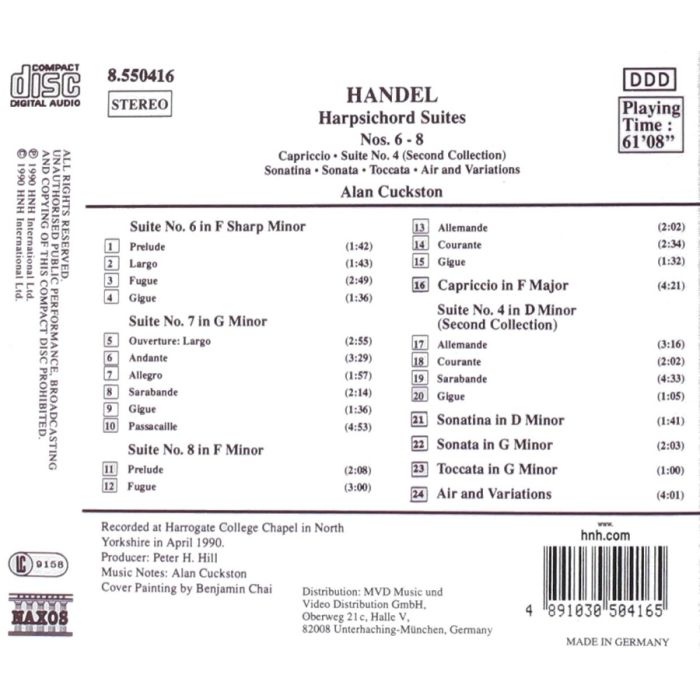 COMPACT
disc
DIGITAL AUDIO
8.550416
STEREO
HANDEL
Harpsichord Suites
Nos. 6 - 8
Capriccio • Suite No. 4 (Second Collection)
Sonatina • Sonata • Toccata • Air and Variations
Alan Cuckston
DDD
Playing
Time :
61'08"
ALL RIGHTS RESERVED.
UNAUTHORISED PUBLIC PERFORMANCE, BROADCASTING
AND COPYING OF THIS COMPACT DISC PROHIBITED.
℗ 1990 HNH International Ltd.
© 1990 HNH International Ltd.
Suite No. 6 in F Sharp Minor
1 Prelude (1:42)
2 Largo (1:43)
3 Fugue (2:49)
4 Gigue (1:36)
Suite No. 7 in G Minor
5 Ouverture: Largo (2:55)
6 Andante (3:29)
7 Allegro (1:57)
8 Sarabande (2:14)
9 Gigue (1:36)
10 Passacaille (4:53)
Suite No. 8 in F Minor
11 Prelude (2:08)
12 Fugue (3:00)
13 Allemande (2:02)
14 Courante (2:34)
15 Gigue (1:32)
16 Capriccio in F Major (4:21)
Suite No. 4 in D Minor
(Second Collection)
17 Allemande (3:16)
18 Courante (2:02)
19 Sarabande (4:33)
20 Gigue (1:05)
21 Sonatina in D Minor (1:41)
22 Sonata in G Minor (2:03)
23 Toccata in G Minor (1:00)
24 Air and Variations (4:01)
Recorded at Harrogate College Chapel in North
Yorkshire in April 1990.
Producer: Peter H. Hill
Music Notes: Alan Cuckston
Cover Painting by Benjamin Chai
LC 9158
NAXOS
Distribution: MVD Music und
Video Distribution GmbH,
Oberweg 21c, Halle V,
82008 Unterhaching-München, Germany
www.
hnh.com
4 891030 504165
MADE IN GERMANY